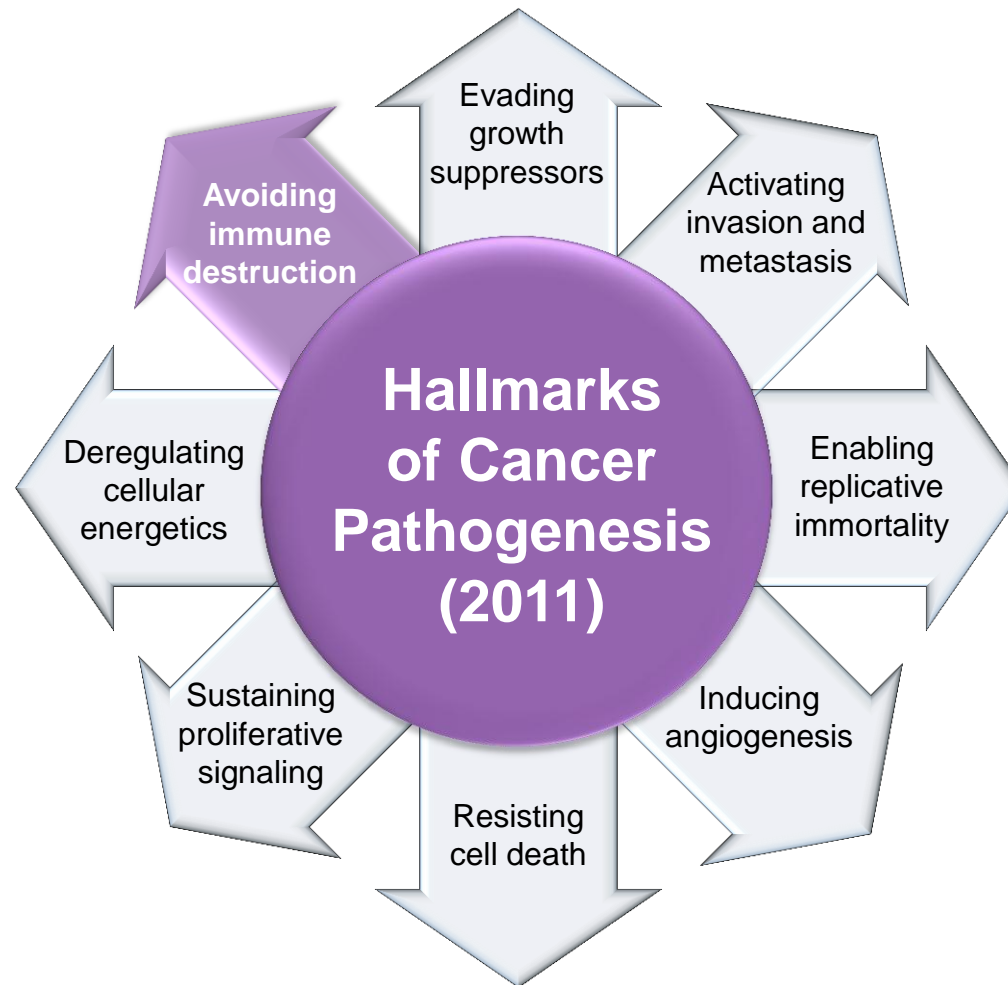 Evading
growth
suppressors
Activating
invasion and
metastasis
Enabling
replicative
immortality
Inducing
angiogenesis
Resisting
cell death
Sustaining
proliferative
signaling
Deregulating
cellular
energetics
Avoiding
immune
destruction
Hallmarks
of Cancer
Pathogenesis
(2011)